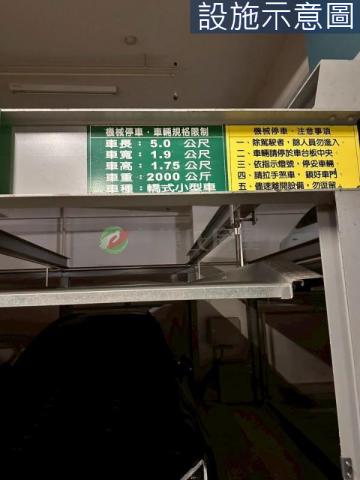 設施示意圖
機械停車・車輛規格限制
車長：5.0 公尺
車寬：1.9 公尺
車高：1.75 公尺
車重：2000 公斤
車種：轎式小型車
機械停車・注意事項
一、除駕駛者，餘人員勿進入
二、車輛請停於車台板中央
三、依指示燈號，停妥車輛
四、請拉手煞車，鎖好車門
五、儘速離開設備，勿逗留